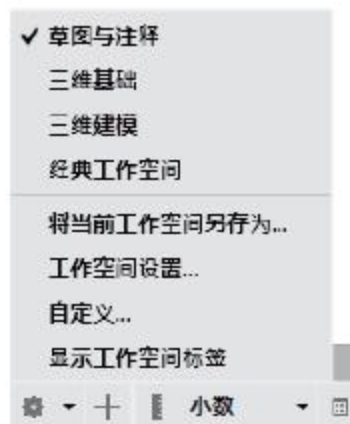 草图与注释
三维基础
三维建模
经典工作空间
将当前工作空间另存为...
工作空间设置...
自定义...
显示工作空间标签
小数